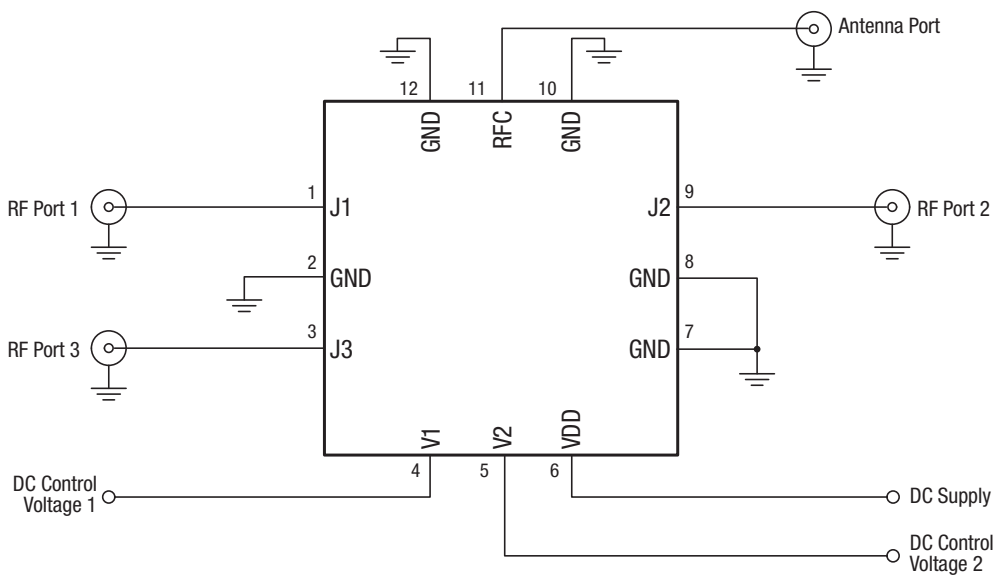 Antenna Port
12
11
10
GND
RFC
GND
RF Port 1
1
J1
J2
9
RF Port 2
2
GND
GND
8
RF Port 3
3
J3
GND
7
V1
V2
VDD
4
5
6
DC Control
Voltage 1
DC Supply
DC Control
Voltage 2